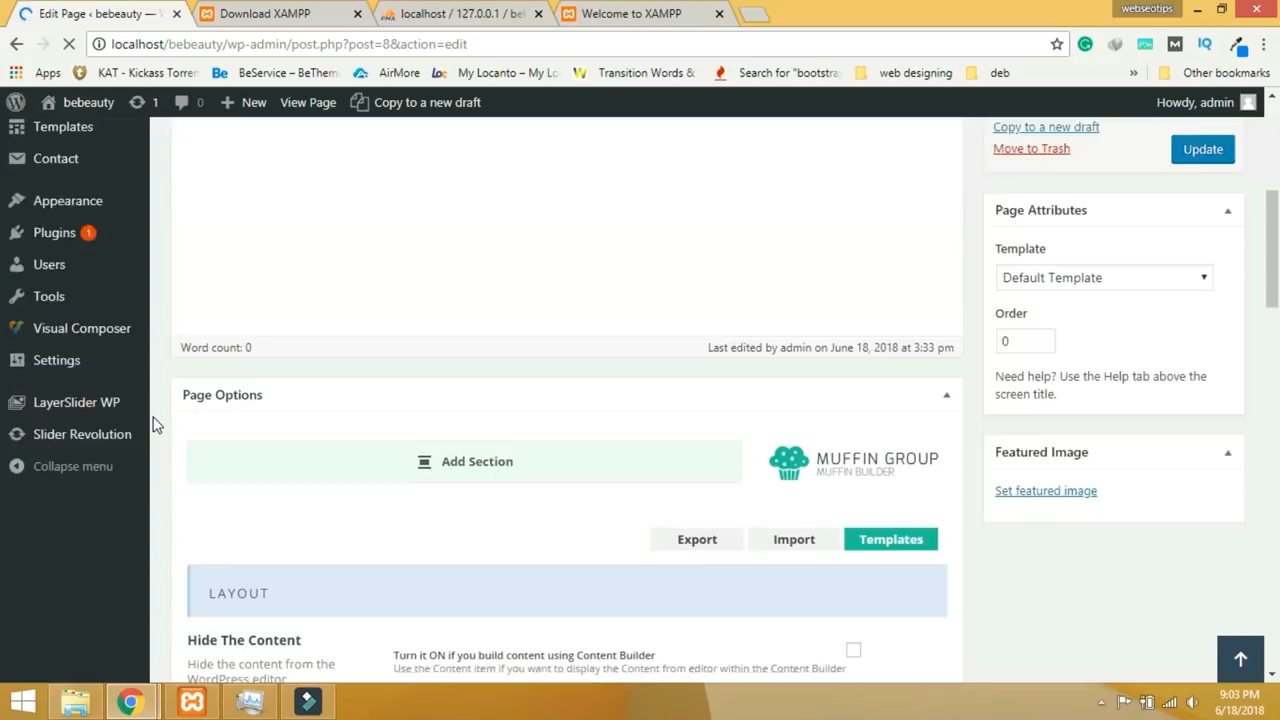 webseotips
Edit Page ‹ bebeauty — W
Download XAMPP
localhost / 127.0.0.1 / bel
Welcome to XAMPP
localhost/bebeauty/wp-admin/post.php?post=8&action=edit
Apps
KAT - Kickass Torren
BeService – BeThem
AirMore
My Locanto – My Lo
Transition Words &
Search for "bootstra
web designing
deb
»
Other bookmarks
bebeauty
1
0
New
View Page
Copy to a new draft
Howdy, admin
Templates
Contact
Appearance
Plugins 1
Users
Tools
Visual Composer
Settings
LayerSlider WP
Slider Revolution
Collapse menu
Word count: 0
Last edited by admin on June 18, 2018 at 3:33 pm
Page Options
Add Section
MUFFIN GROUP
MUFFIN BUILDER
Export
Import
Templates
LAYOUT
Hide The Content
Hide the content from the
WordPress editor
Turn it ON if you build content using Content Builder
Use the Content item if you want to display the Content from editor within the Content Builder
Copy to a new draft
Move to Trash
Update
Page Attributes
Template
Default Template
Order
0
Need help? Use the Help tab above the
screen title.
Featured Image
Set featured image
9:03 PM
6/18/2018